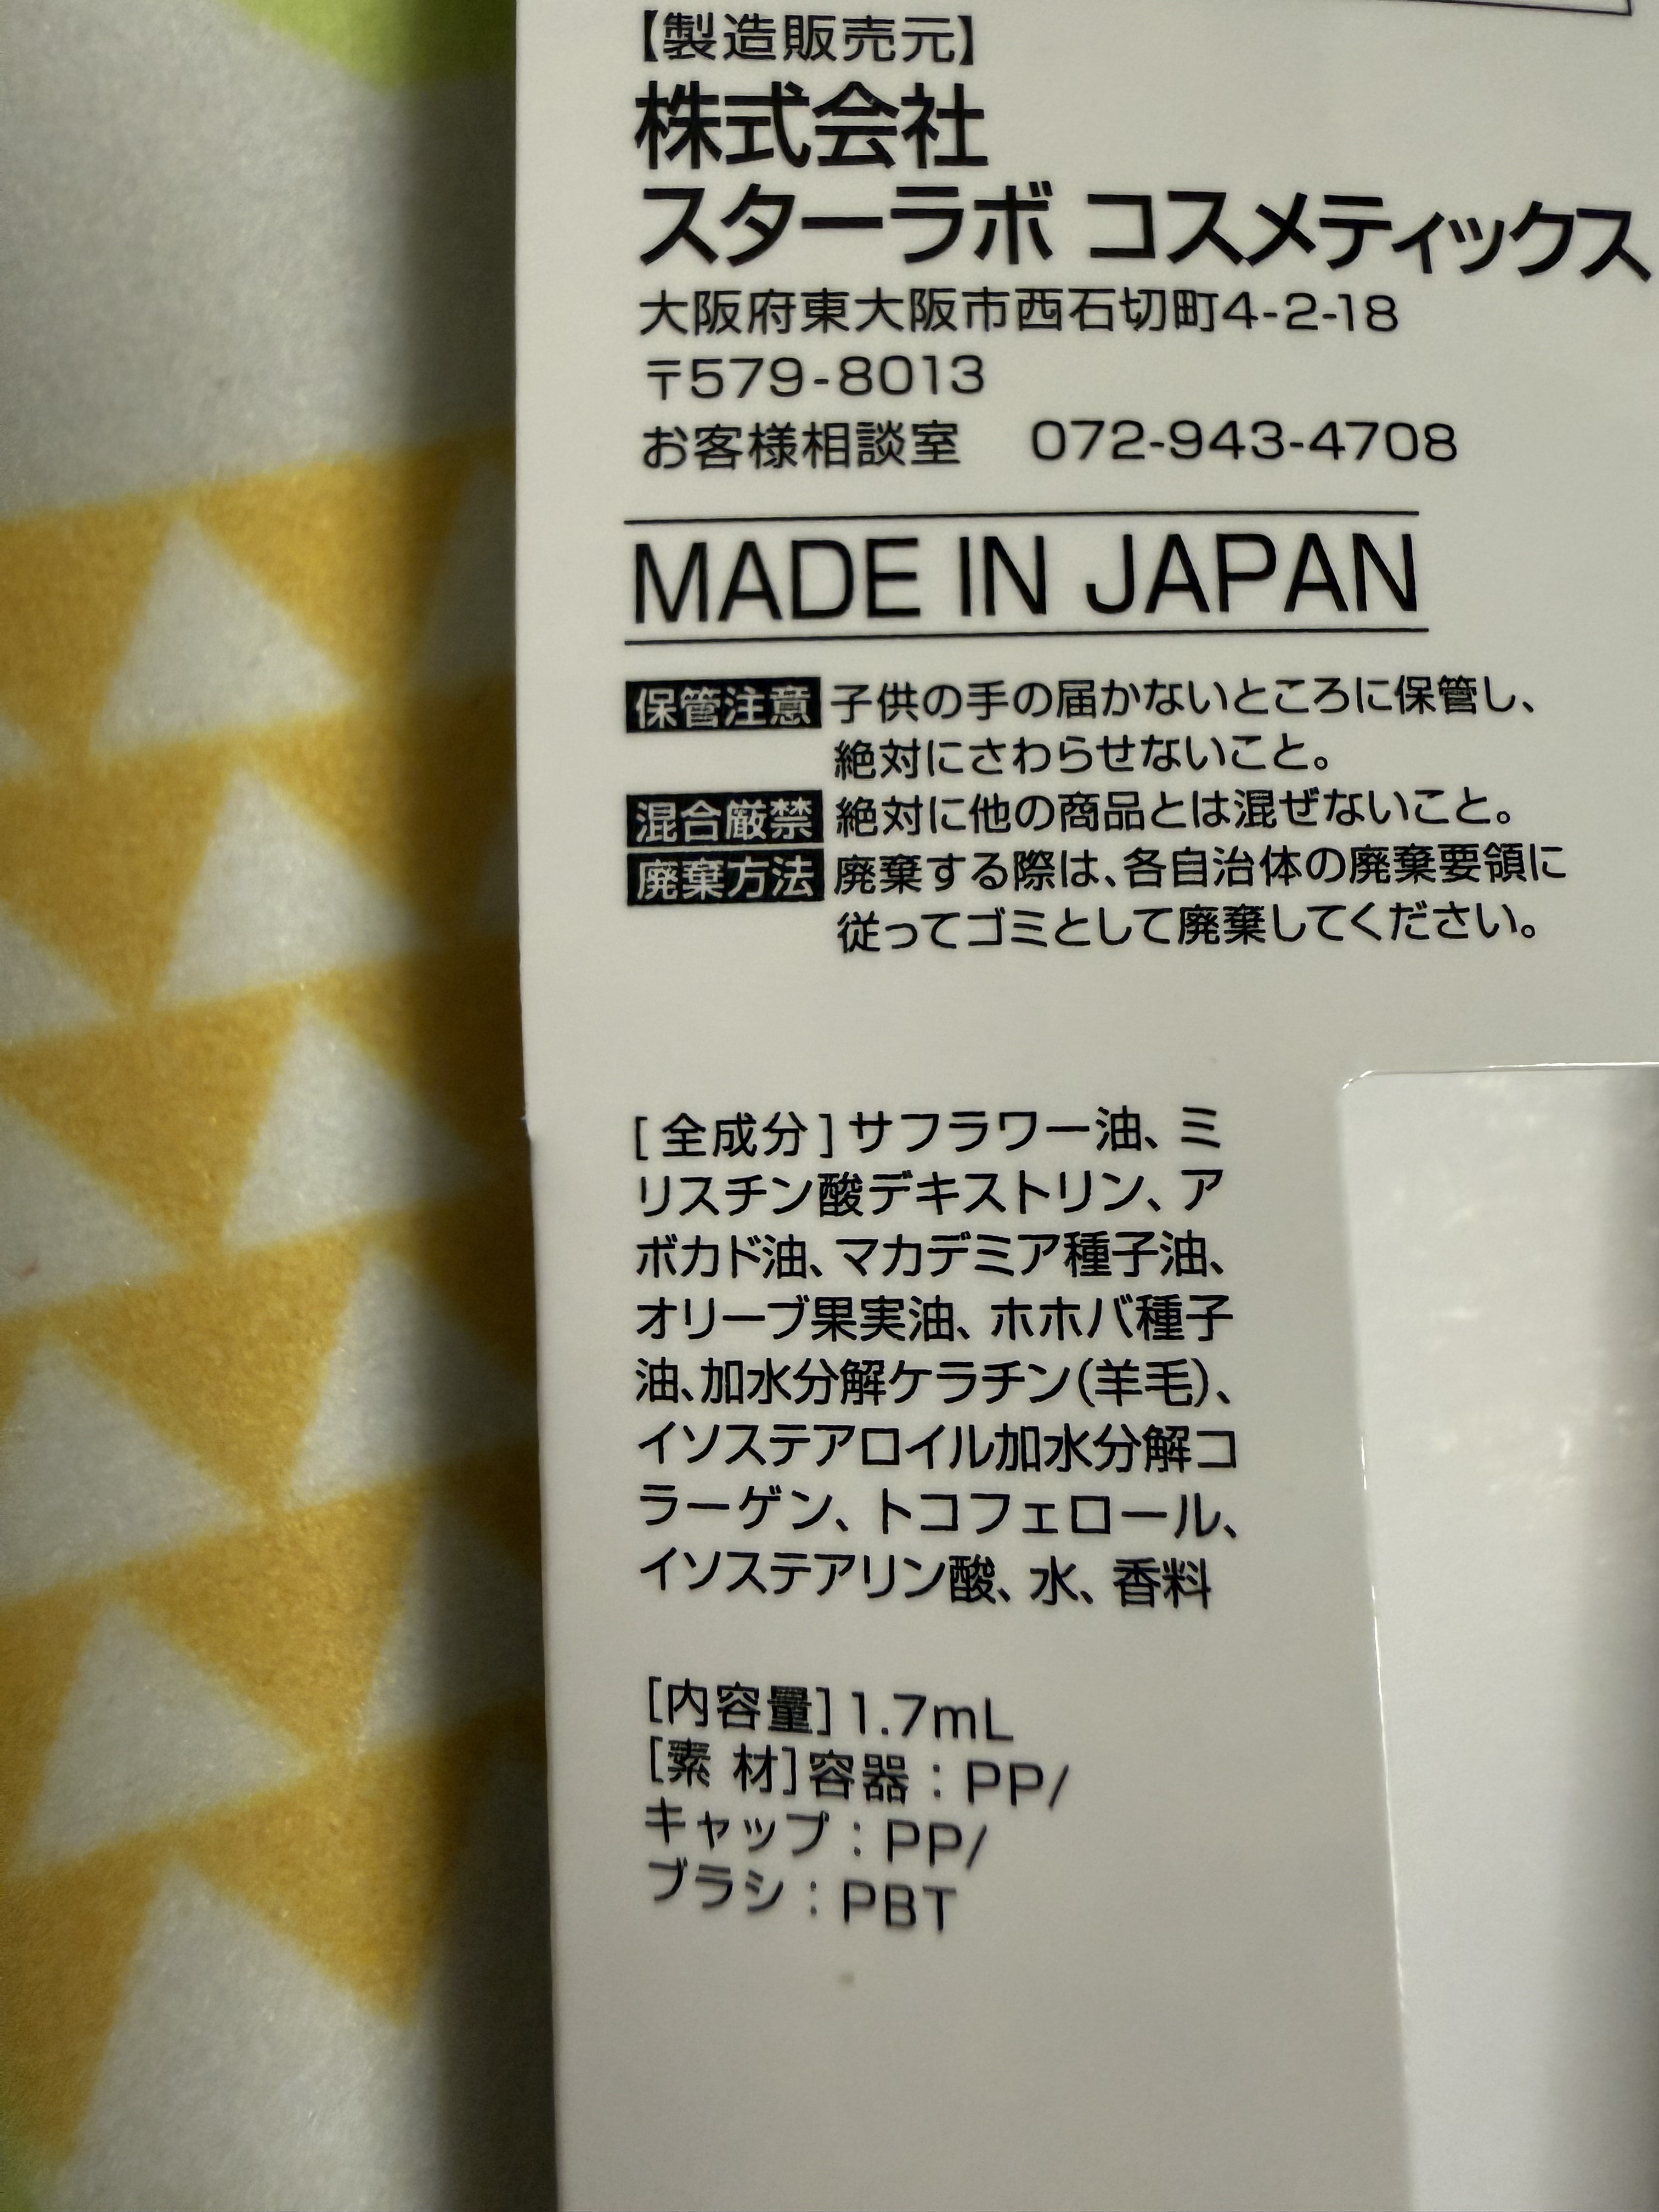 【製造販売元】
株式会社
スターラボ コスメティックス
大阪府東大阪市西石切町4-2-18
〒579-8013
お客様相談室 072-943-4708
MADE IN JAPAN
保管注意 子供の手の届かないところに保管し、
絶対にさわらせないこと。
混合厳禁 絶対に他の商品とは混ぜないこと。
廃棄方法 廃棄する際は、各自治体の廃棄要領に
従ってゴミとして廃棄してください。
[全成分]サフラワー油、ミ
リスチン酸デキストリン、ア
ボカド油、マカデミア種子油、
オリーブ果実油、ホホバ種子
油、加水分解ケラチン(羊毛)、
イソステアロイル加水分解コ
ラーゲン、トコフェロール、
イソステアリン酸、水、香料
[内容量]1.7mL
[素 材]容器：PP/
キャップ：PP/
ブラシ：PBT